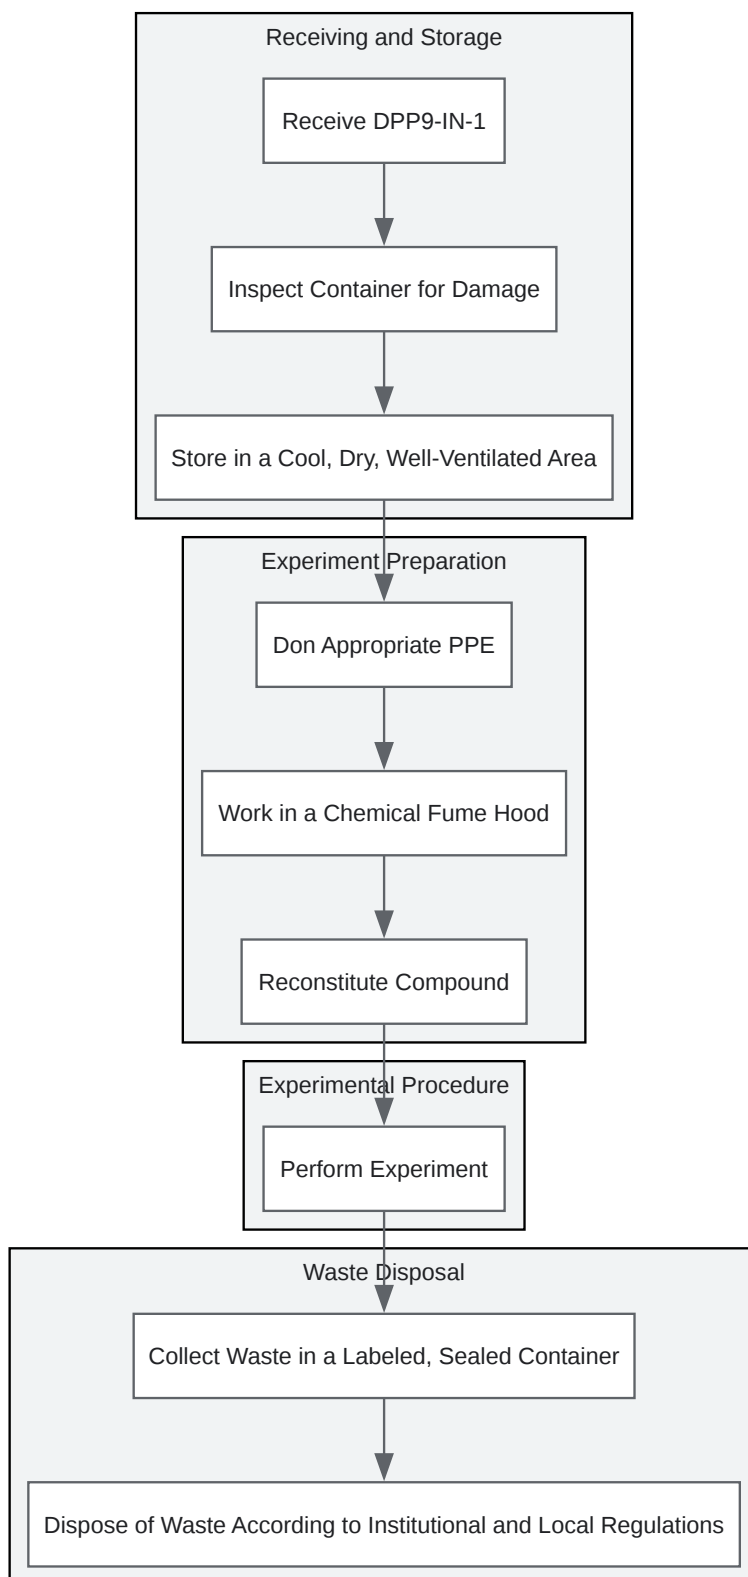 Receiving and Storage
Receive DPP9-IN-1
Inspect Container for Damage
Store in a Cool, Dry, Well-Ventilated Area
Experiment Preparation
Don Appropriate PPE
Work in a Chemical Fume Hood
Reconstitute Compound
Experimental Procedure
Perform Experiment
Waste Disposal
Collect Waste in a Labeled, Sealed Container
Dispose of Waste According to Institutional and Local Regulations